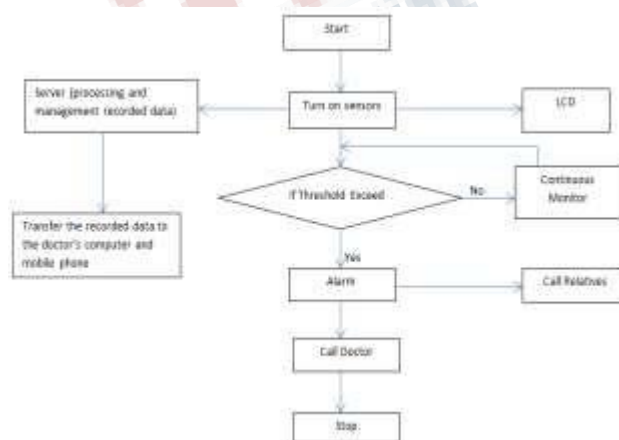 Start
Server (processing and
management recorded data)
Turn on sensors
LCD
If Threshold Exceed
No
Continuous
Monitor
Transfer the recorded data to
the doctor's computer and
mobile phone
Yes
Alarm
Call Relatives
Call Doctor
Stop